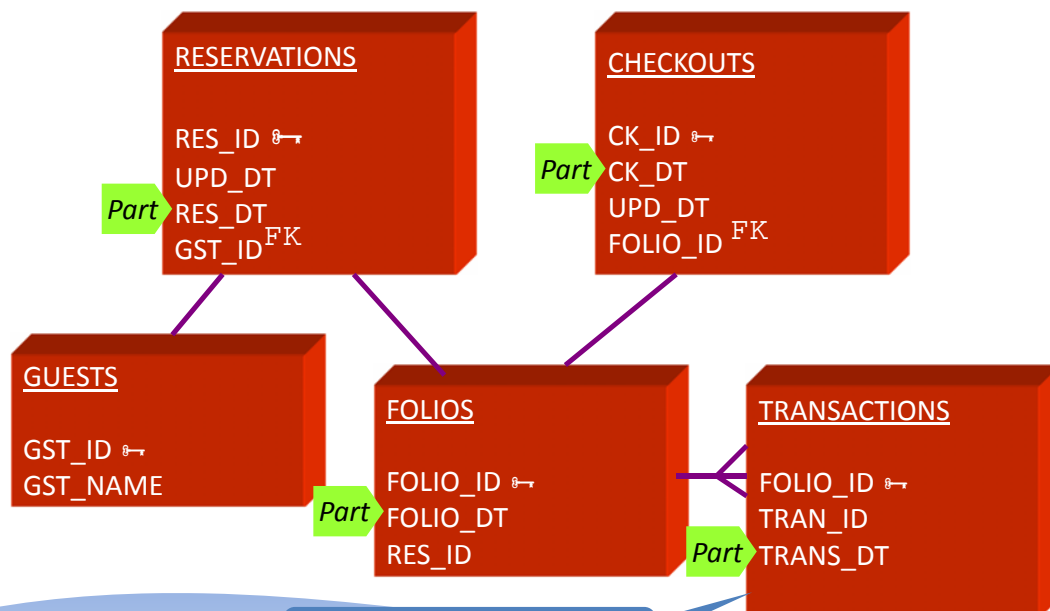 RESERVATIONS
RES_ID
UPD_DT
Part
RES_DT
GST_ID FK
CHECKOUTS
CK_ID
Part
CK_DT
UPD_DT
FOLIO_ID FK
GUESTS
GST_ID
GST_NAME
FOLIOS
FOLIO_ID
Part
FOLIO_DT
RES_ID
TRANSACTIONS
FOLIO_ID
TRAN_ID
Part
TRANS_DT